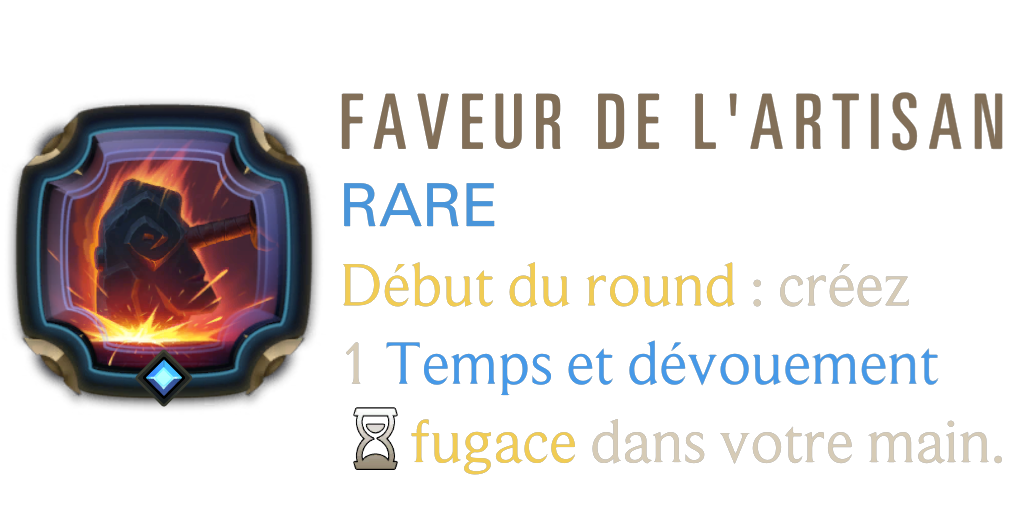 FAVEUR DE L'ARTISAN
RARE
Début du round : créez
1 Temps et dévouement
fugace dans votre main.